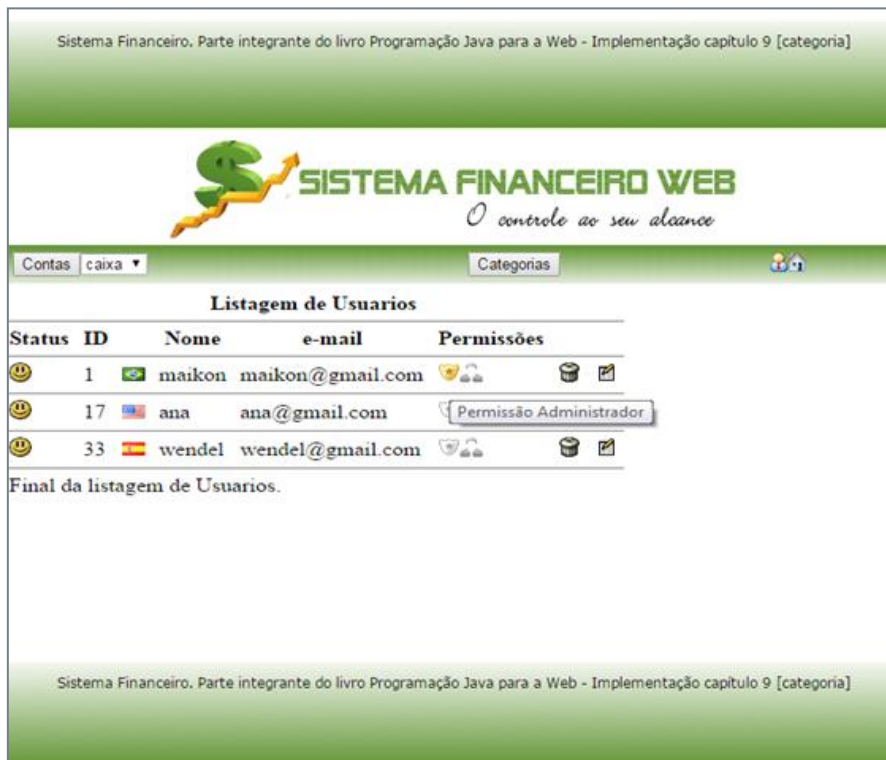 Sistema Financeiro. Parte integrante do livro Programação Java para a Web - Implementação capítulo 9 [categoria]
SISTEMA FINANCEIRO WEB
O controle ao seu alcance
Contas caixa Categorias
Listagem de Usuarios
Status ID Nome e-mail Permissões
1 maikon maikon@gmail.com
17 ana ana@gmail.com Permissão Administrador
33 wendel wendel@gmail.com
Final da listagem de Usuarios.
Sistema Financeiro. Parte integrante do livro Programação Java para a Web - Implementação capítulo 9 [categoria]